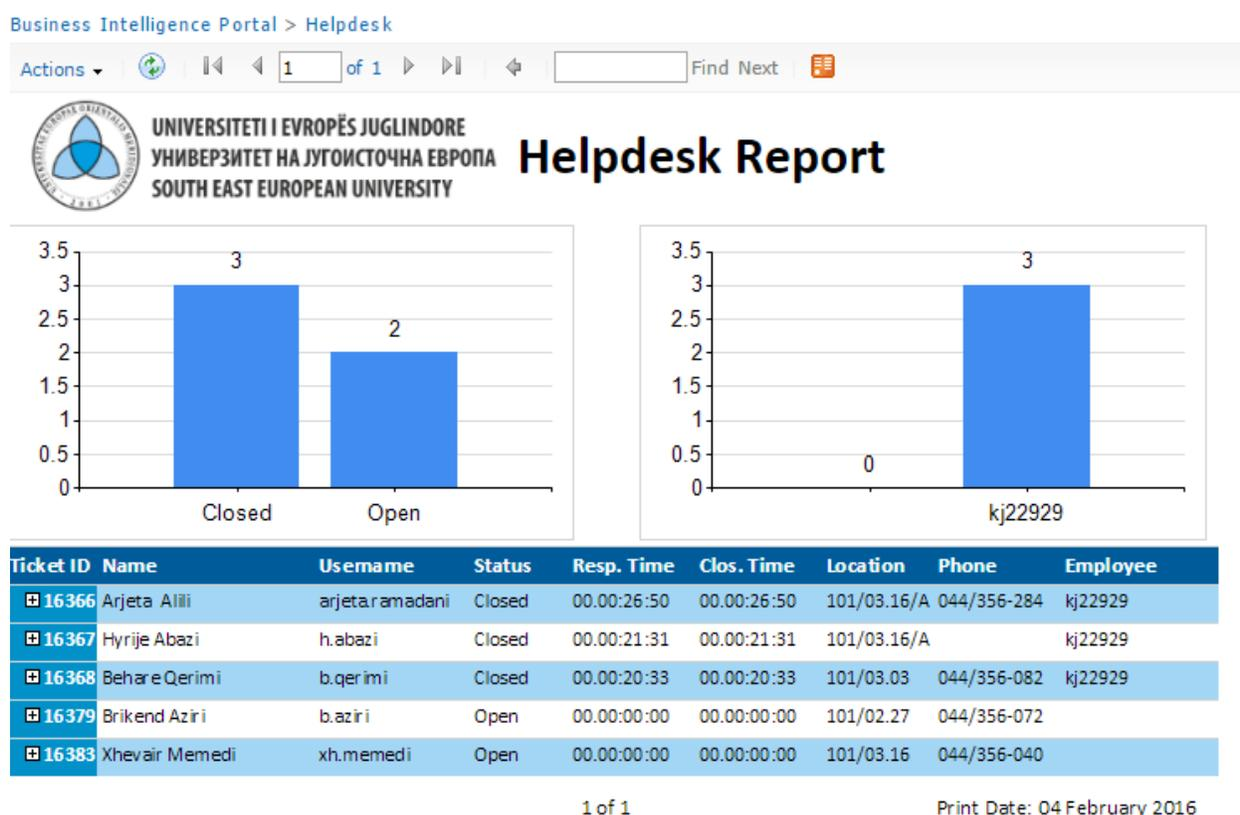 Business Intelligence Portal > Helpdesk
Actions 1 of 1 Find Next
UNIVERSITETI I EVROPËS JUGLINDORE
УНИВЕРЗИТЕТ НА ЈУГОИСТОЧНА ЕВРОПА
SOUTH EAST EUROPEAN UNIVERSITY
Helpdesk Report
3.5
3
2.5
2
1.5
1
0.5
0
3
2
Closed Open
3.5
3
2.5
2
1.5
1
0.5
0
0
3
kj22929
Ticket ID Name Username Status Resp. Time Clos. Time Location Phone Employee
16366 Arjeta Alili arjeta.ramadani Closed 00.00:26:50 00.00:26:50 101/03.16/A 044/356-284 kj22929
16367 Hyrije Abazi h.abazi Closed 00.00:21:31 00.00:21:31 101/03.16/A kj22929
16368 Behare Qerimi b.qerimi Closed 00.00:20:33 00.00:20:33 101/03.03 044/356-082 kj22929
16379 Brikend Aziri b.aziri Open 00.00:00:00 00.00:00:00 101/02.27 044/356-072
16383 Xhevair Memedi xh.memedi Open 00.00:00:00 00.00:00:00 101/03.16 044/356-040
1 of 1
Print Date: 04 February 2016